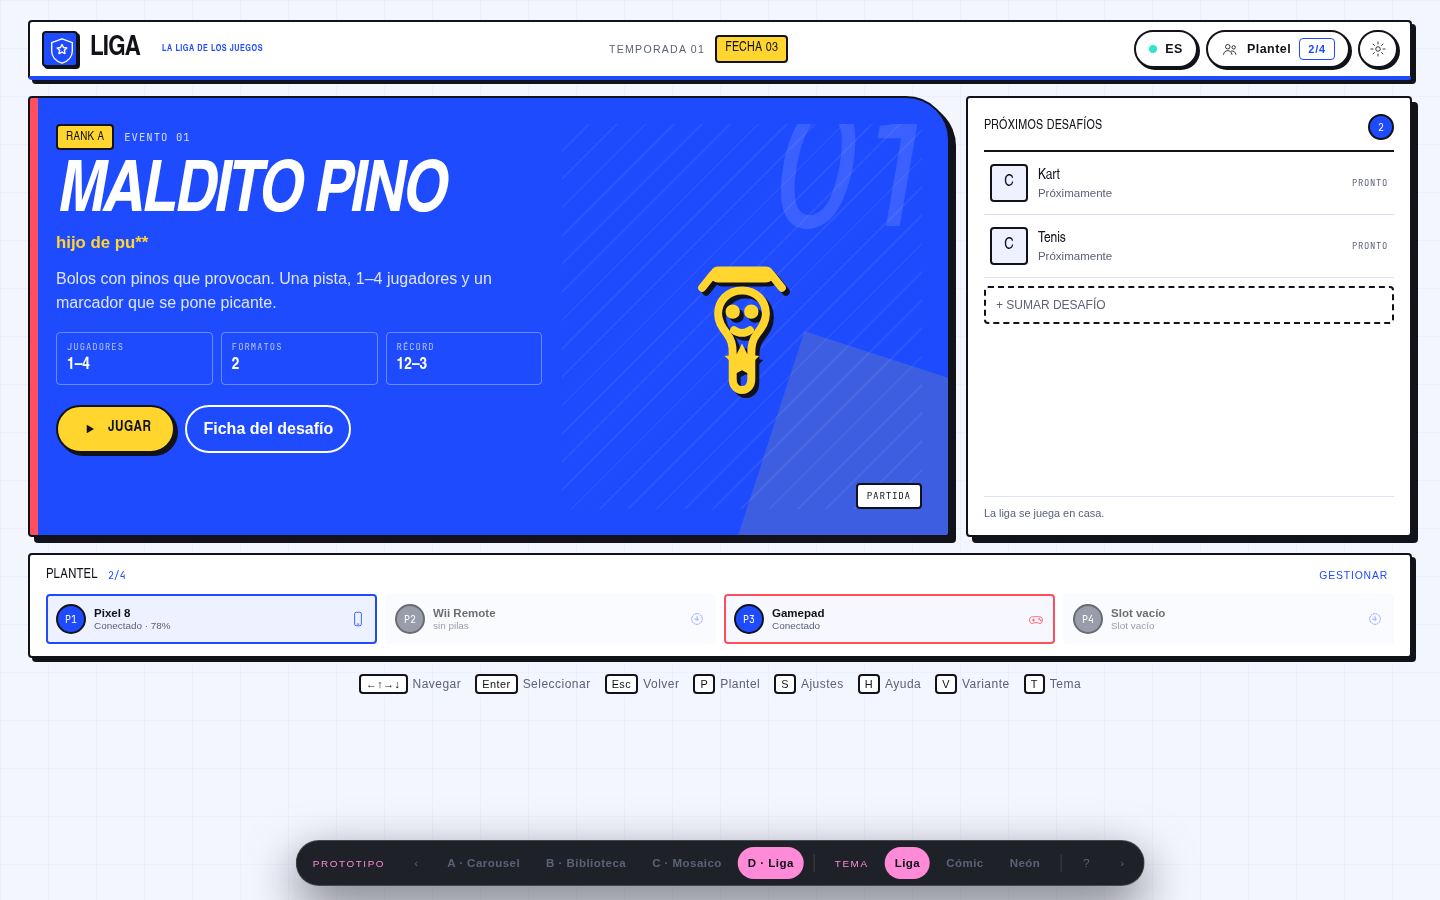 LIGA
LA LIGA DE LOS JUEGOS
TEMPORADA 01
FECHA 03
ES
Plantel 2/4
RANK A
EVENTO 01
01
MALDITO PINO
hijo de pu**
Bolos con pinos que provocan. Una pista, 1–4 jugadores y un
marcador que se pone picante.
JUGADORES
1–4
FORMATOS
2
RÉCORD
12–3
JUGAR
Ficha del desafío
PARTIDA
PRÓXIMOS DESAFÍOS
2
C
Kart
Próximamente
PRONTO
C
Tenis
Próximamente
PRONTO
+ SUMAR DESAFÍO
La liga se juega en casa.
PLANTEL 2/4
GESTIONAR
P1
Pixel 8
Conectado · 78%
P2
Wii Remote
sin pilas
P3
Gamepad
Conectado
P4
Slot vacío
Slot vacío
←↑→↓ Navegar Enter Seleccionar Esc Volver P Plantel S Ajustes H Ayuda V Variante T Tema
PROTOTIPO ‹ A · Carousel B · Biblioteca C · Mosaico D · Liga TEMA Liga Cómic Neón ? ›